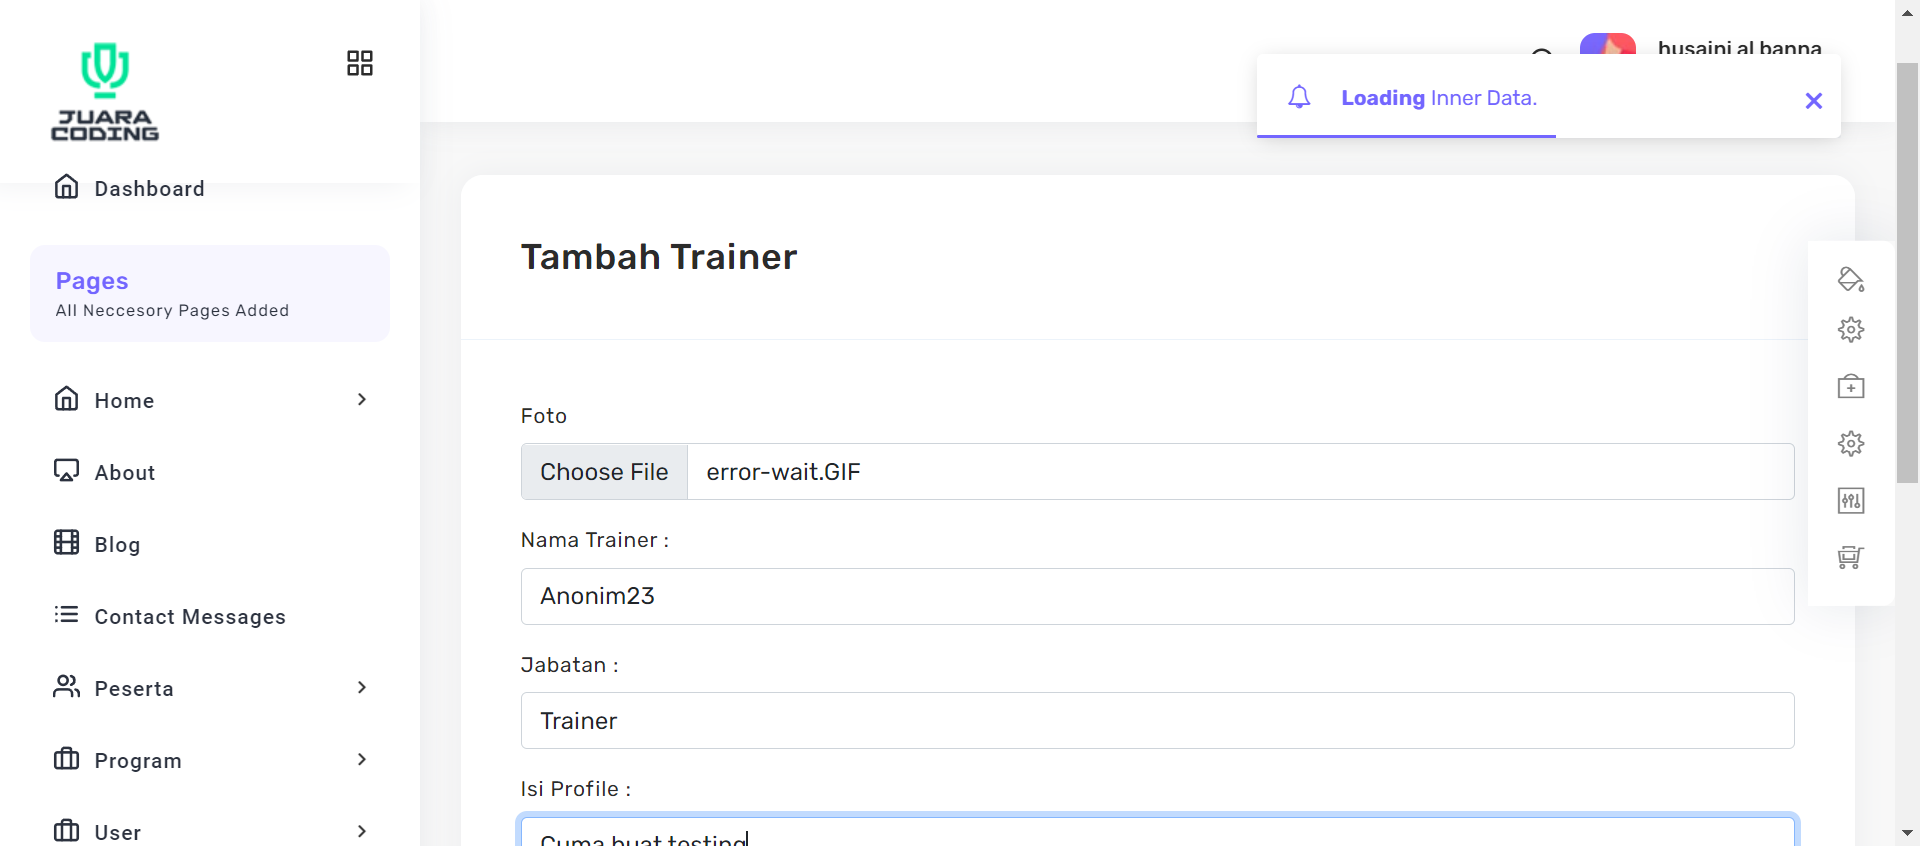 JUARA
CODING
Dashboard
Pages
All Neccesory Pages Added
Home
About
Blog
Contact Messages
Peserta
Program
User
husaini al banna
Loading Inner Data.
Tambah Trainer
Foto
Choose File error-wait.GIF
Nama Trainer :
Anonim23
Jabatan :
Trainer
Isi Profile :
Cuma buat testing